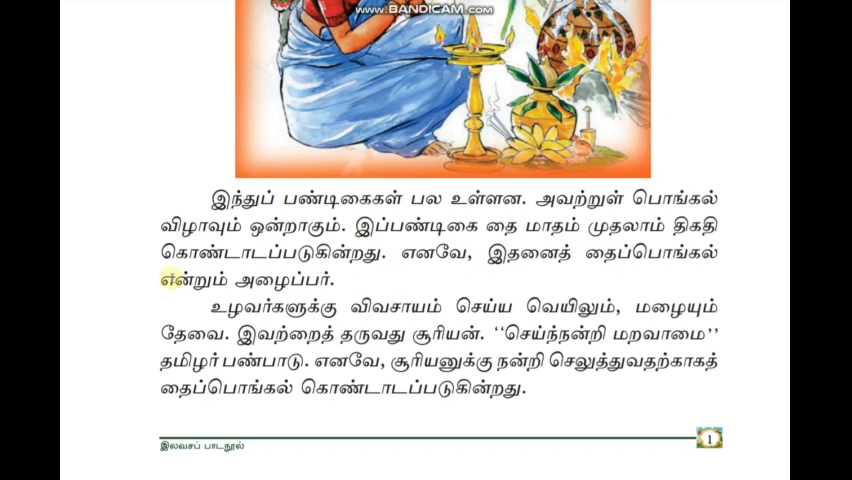 www.BANDICAM.com
இந்துப் பண்டிகைகள் பல உள்ளன. அவற்றுள் பொங்கல்
விழாவும் ஒன்றாகும். இப்பண்டிகை தை மாதம் முதலாம் திகதி
கொண்டாடப்படுகின்றது. எனவே, இதனைத் தைப்பொங்கல்
என்றும் அழைப்பர்.
உழவர்களுக்கு விவசாயம் செய்ய வெயிலும், மழையும்
தேவை. இவற்றைத் தருவது சூரியன். ‘‘செய்ந்நன்றி மறவாமை’’
தமிழர் பண்பாடு. எனவே, சூரியனுக்கு நன்றி செலுத்துவதற்காகத்
தைப்பொங்கல் கொண்டாடப்படுகின்றது.
இலவசப் பாடநூல்
1